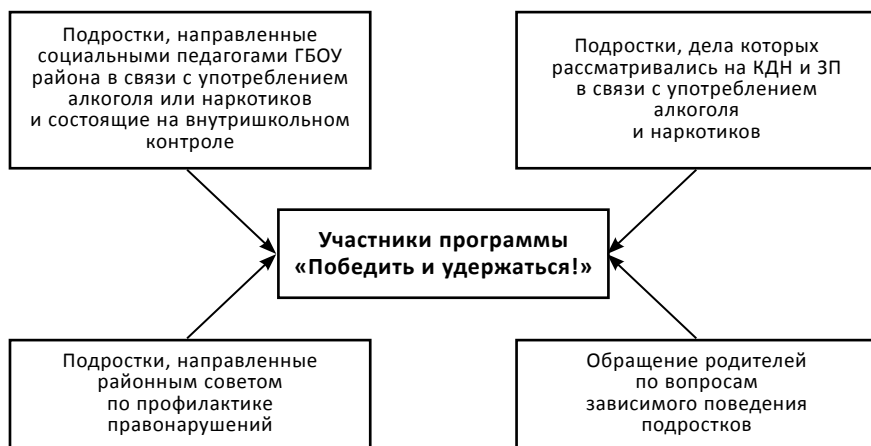 Подростки, направленные
социальными педагогами ГБОУ
района в связи с употреблением
алкоголя или наркотиков
и состоящие на внутришкольном
контроле
Подростки, дела которых
рассматривались на КДН и ЗП
в связи с употреблением
алкоголя
и наркотиков
Участники программы
«Победить и удержаться!»
Подростки, направленные
районным советом
по профилактике
правонарушений
Обращение родителей
по вопросам
зависимого поведения
подростков